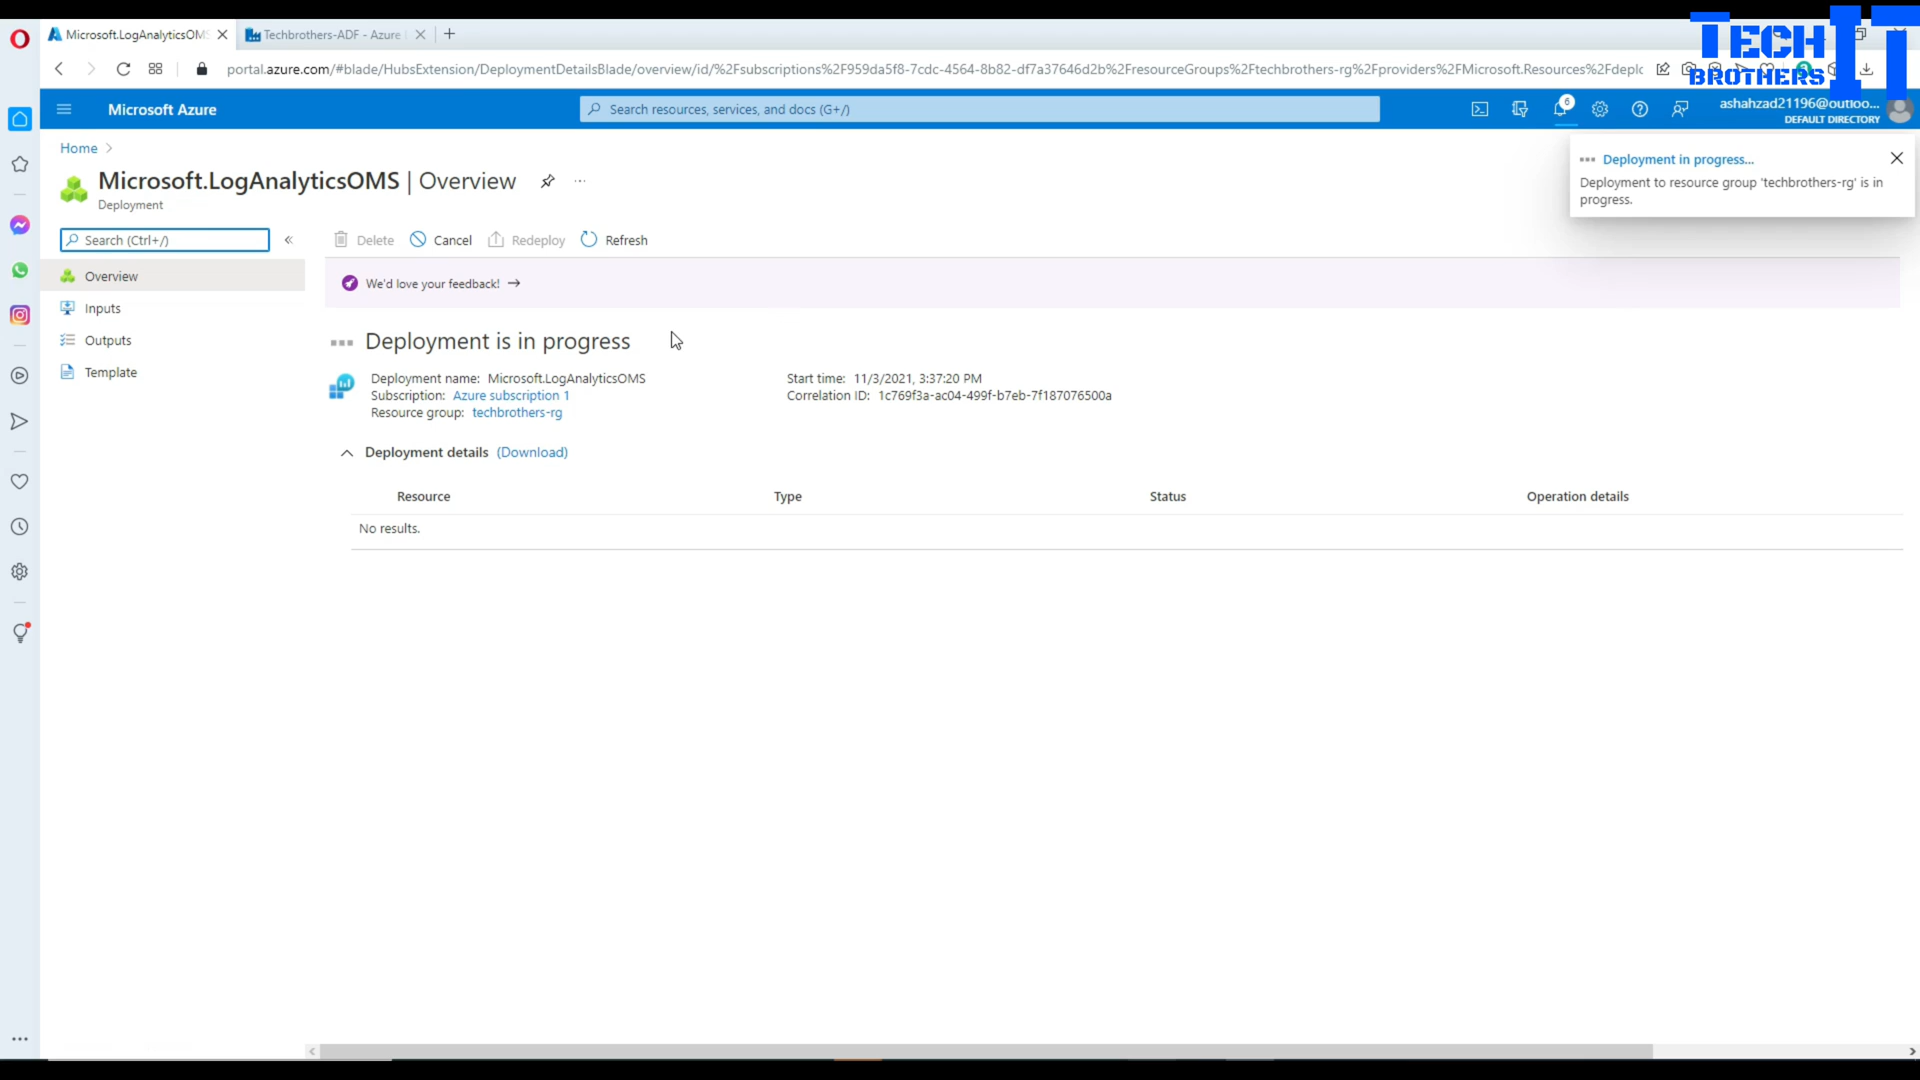 Microsoft.LogAnalyticsOMS
Techbrothers-ADF - Azure
TECH
BROTHERS
IT
portal.azure.com/#blade/HubsExtension/DeploymentDetailsBlade/overview/id/%2Fsubscriptions%2F959da5f8-7cdc-4564-8b82-df7a37646d2b%2FresourceGroups%2Ftechbrothers-rg%2Fproviders%2FMicrosoft.Resources%2Fdeplo
Microsoft Azure
Search resources, services, and docs (G+/)
6
ashahzad21196@outloo...
DEFAULT DIRECTORY
Home
Deployment in progress...
Deployment to resource group 'techbrothers-rg' is in
progress.
Microsoft.LogAnalyticsOMS | Overview
Deployment
Search (Ctrl+/)
Delete
Cancel
Redeploy
Refresh
Overview
Inputs
Outputs
Template
We'd love your feedback! →
Deployment is in progress
Deployment name: Microsoft.LogAnalyticsOMS
Subscription: Azure subscription 1
Resource group: techbrothers-rg
Start time: 11/3/2021, 3:37:20 PM
Correlation ID: 1c769f3a-ac04-499f-b7eb-7f187076500a
Deployment details (Download)
Resource Type Status Operation details
No results.